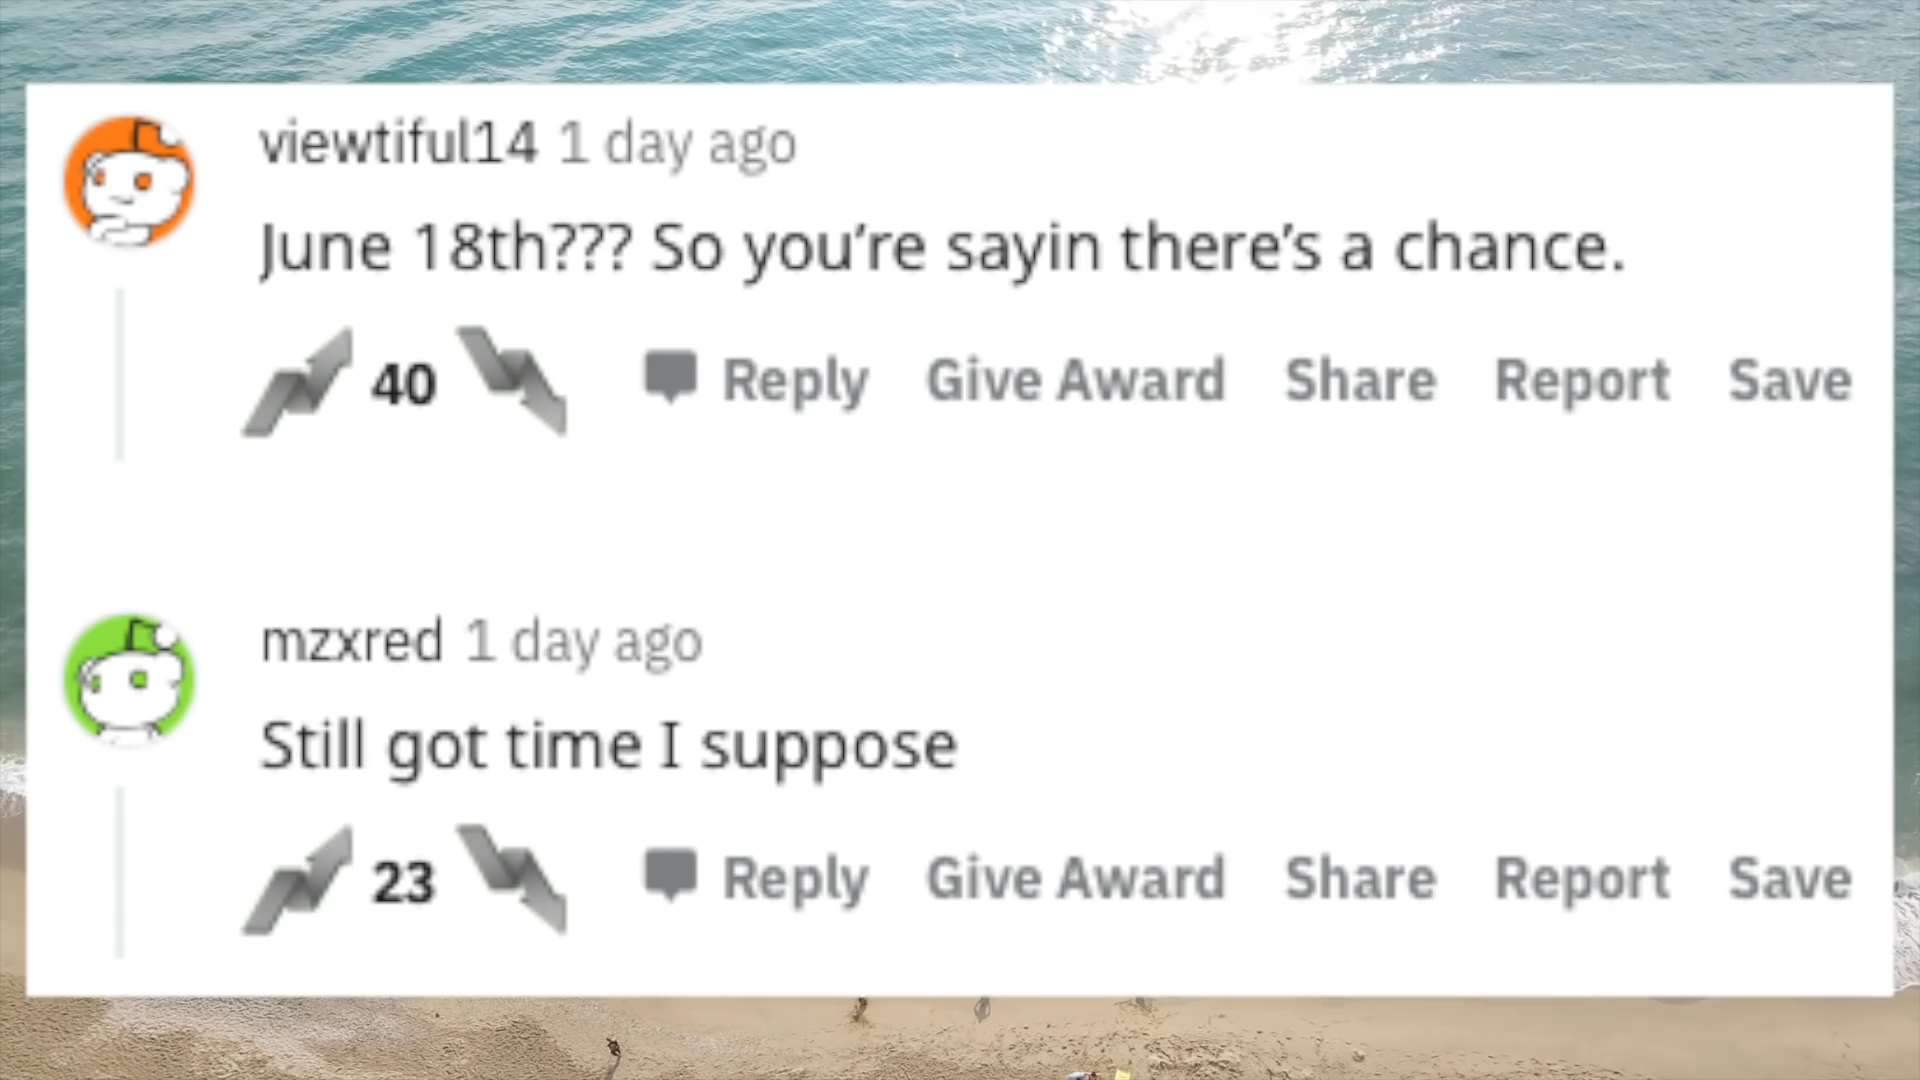 viewtiful14 1 day ago
June 18th??? So you're sayin there's a chance.
40 Reply Give Award Share Report Save
mzxred 1 day ago
Still got time I suppose
23 Reply Give Award Share Report Save